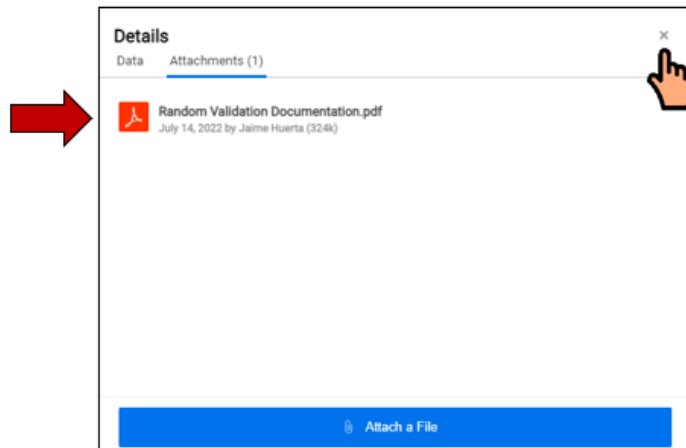 Details
Data Attachments (1)
Random Validation Documentation.pdf
July 14, 2022 by Jaime Huerta (324k)
Attach a File